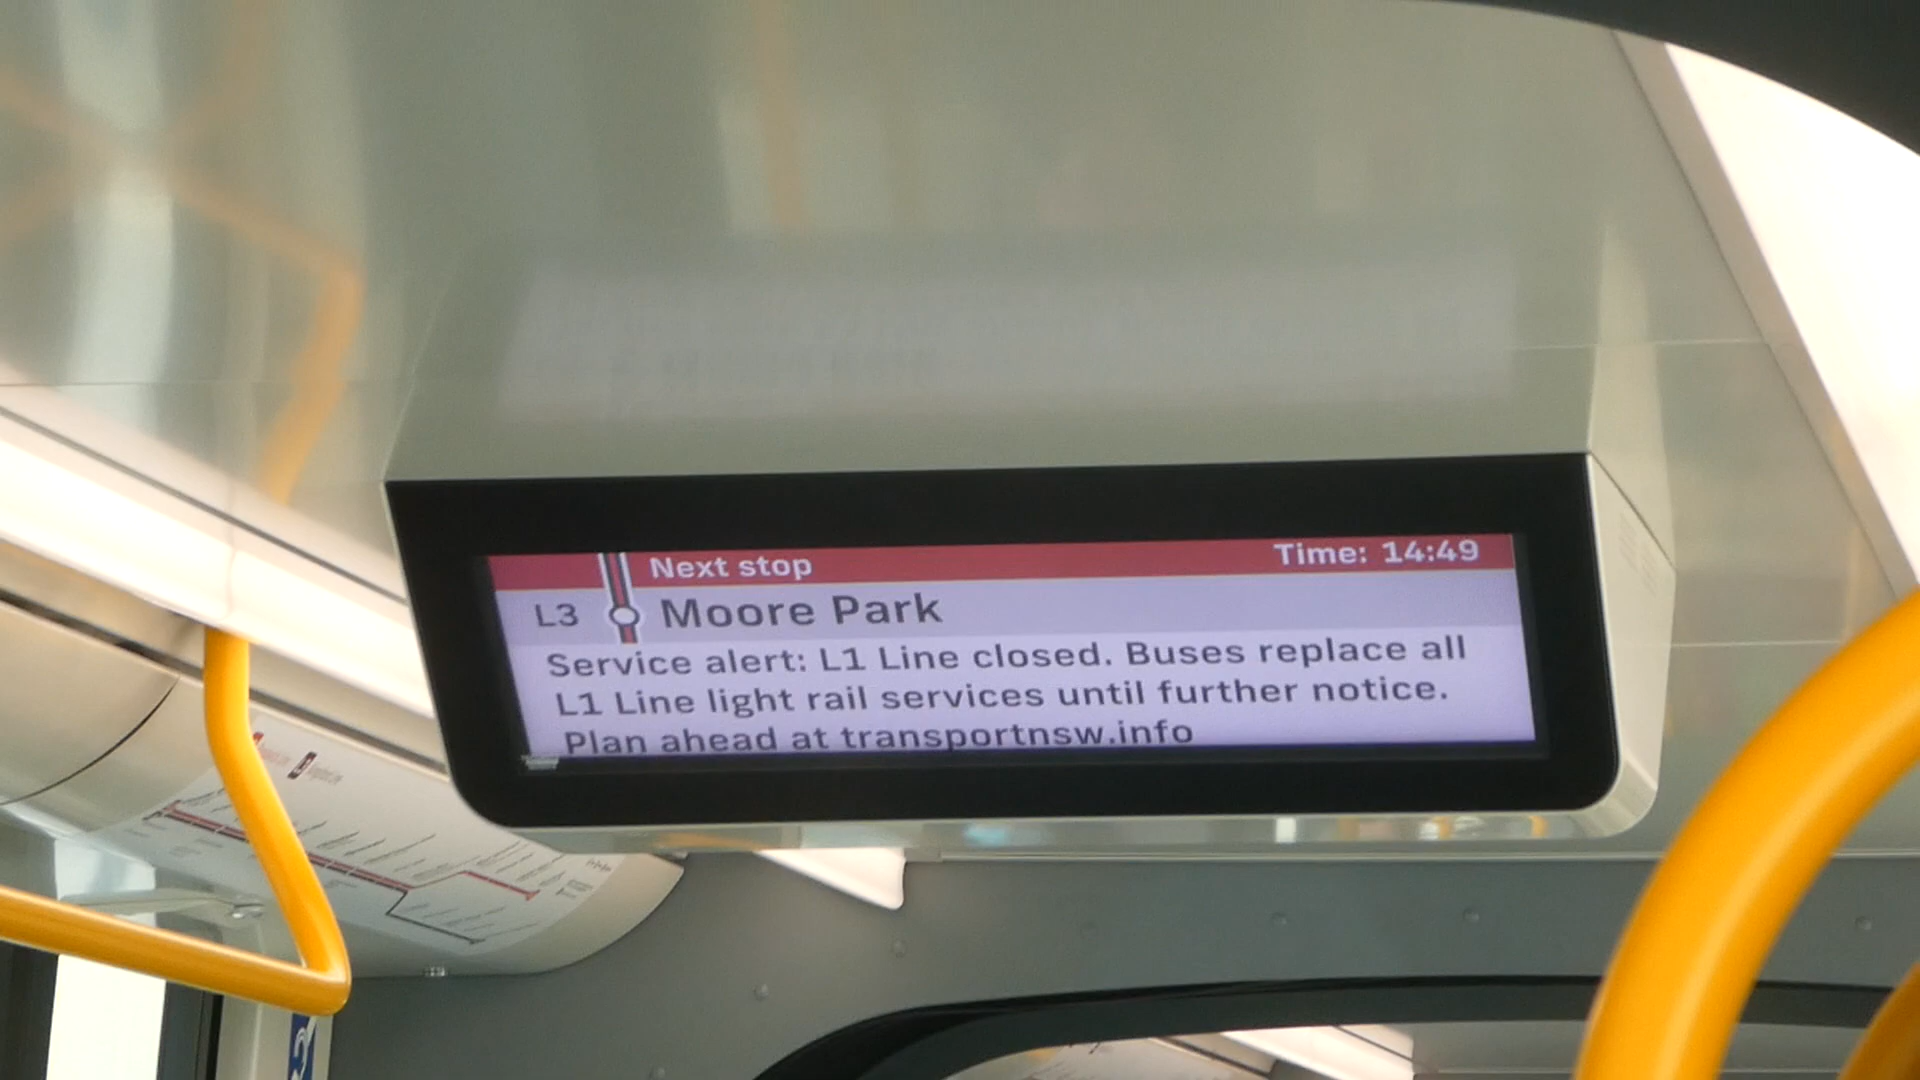 Next stop
Time: 14:49
L3
Moore Park
Service alert: L1 Line closed. Buses replace all
L1 Line light rail services until further notice.
Plan ahead at transportnsw.info